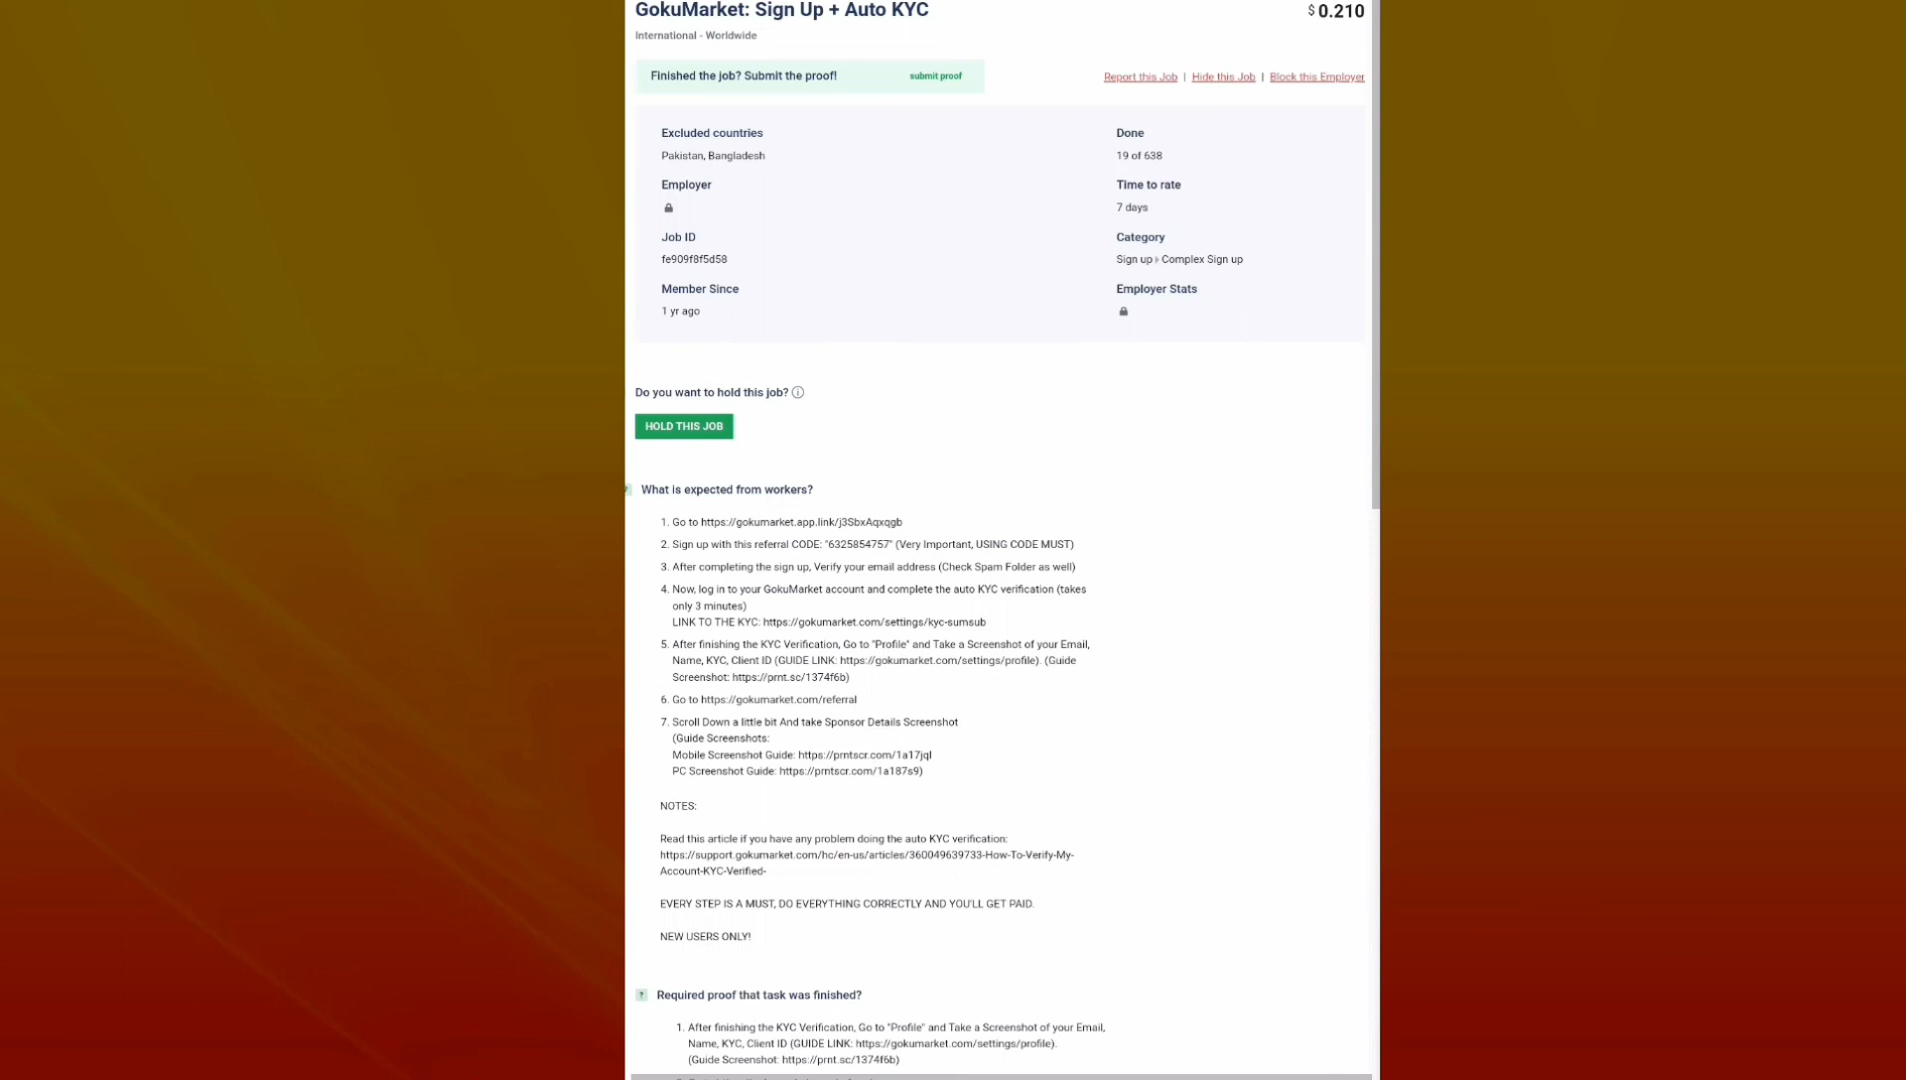 GokuMarket: Sign Up + Auto KYC
$ 0.210
International - Worldwide
Finished the job? Submit the proof! submit proof
Report this Job | Hide this Job | Block this Employer
Excluded countries
Pakistan, Bangladesh
Done
19 of 638
Employer
Time to rate
7 days
Job ID
fe909f8f5d58
Category
Sign up Complex Sign up
Member Since
1 yr ago
Employer Stats
Do you want to hold this job?
HOLD THIS JOB
What is expected from workers?
1. Go to https://gokumarket.app.link/j3SbxAqxqgb
2. Sign up with this referral CODE: "6325854757" (Very Important, USING CODE MUST)
3. After completing the sign up, Verify your email address (Check Spam Folder as well)
4. Now, log in to your GokuMarket account and complete the auto KYC verification (takes
only 3 minutes)
LINK TO THE KYC: https://gokumarket.com/settings/kyc-sumsub
5. After finishing the KYC Verification, Go to "Profile" and Take a Screenshot of your Email,
Name, KYC, Client ID (GUIDE LINK: https://gokumarket.com/settings/profile). (Guide
Screenshot: https://prnt.sc/1374f6b)
6. Go to https://gokumarket.com/referral
7. Scroll Down a little bit And take Sponsor Details Screenshot
(Guide Screenshots:
Mobile Screenshot Guide: https://prntscr.com/1a17jql
PC Screenshot Guide: https://prntscr.com/1a187s9)
NOTES:
Read this article if you have any problem doing the auto KYC verification:
https://support.gokumarket.com/hc/en-us/articles/360049639733-How-To-Verify-My-
Account-KYC-Verified-
EVERY STEP IS A MUST, DO EVERYTHING CORRECTLY AND YOU'LL GET PAID.
NEW USERS ONLY!
? Required proof that task was finished?
1. After finishing the KYC Verification, Go to "Profile" and Take a Screenshot of your Email,
Name, KYC, Client ID (GUIDE LINK: https://gokumarket.com/settings/profile).
(Guide Screenshot: https://prnt.sc/1374f6b)